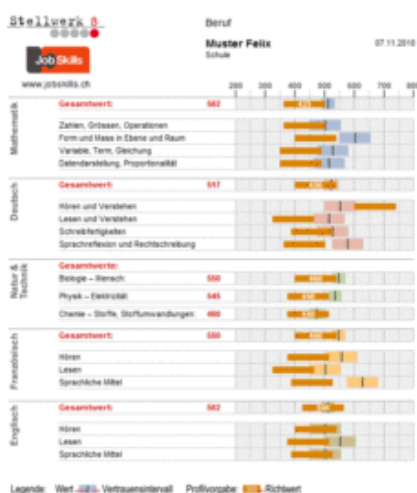 Stellwerk 8
Beruf
Muster Felix
07.11.2010
Schule
Job Skills
www.jobskills.ch
200 300 400 500 600 700 800
Mathematik
Gesamtwert: 502
Zahlen, Grössen, Operationen
Form und Mass in Ebene und Raum
Variable, Term, Gleichung
Datendarstellung, Proportionalität
Deutsch
Gesamtwert: 517
Hören und Verstehen
Lesen und Verstehen
Schreibfertigkeiten
Sprachreflexion und Rechtschreibung
Natur & Technik
Gesamtwerte:
Biologie – Mensch: 550
Physik – Elektrizität: 545
Chemie – Stoffe, Stoffumwandlungen: 460
Französisch
Gesamtwert: 550
Hören
Lesen
Sprachliche Mittel
Englisch
Gesamtwert: 502
Hören
Lesen
Sprachliche Mittel
Legende: Wert Vertrauensintervall Profilvorgabe: Richtwert